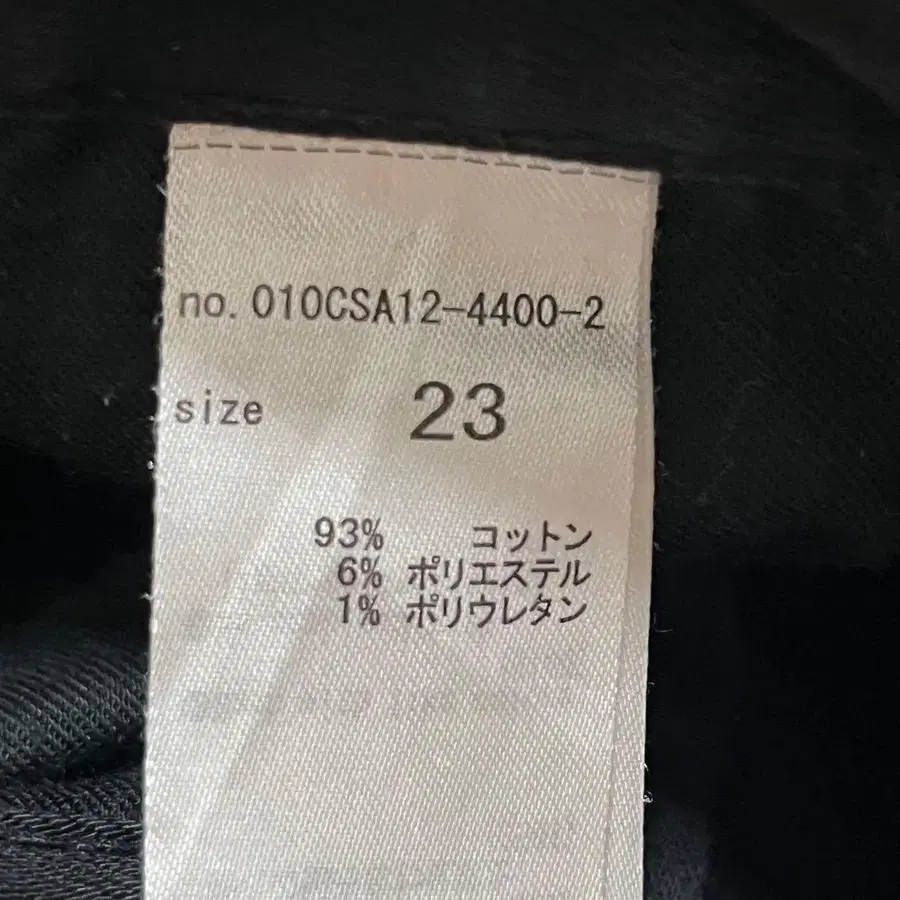 no. 010CSA12-4400-2
size 23
93% コットン
6% ポリエステル
1% ポリウレタン